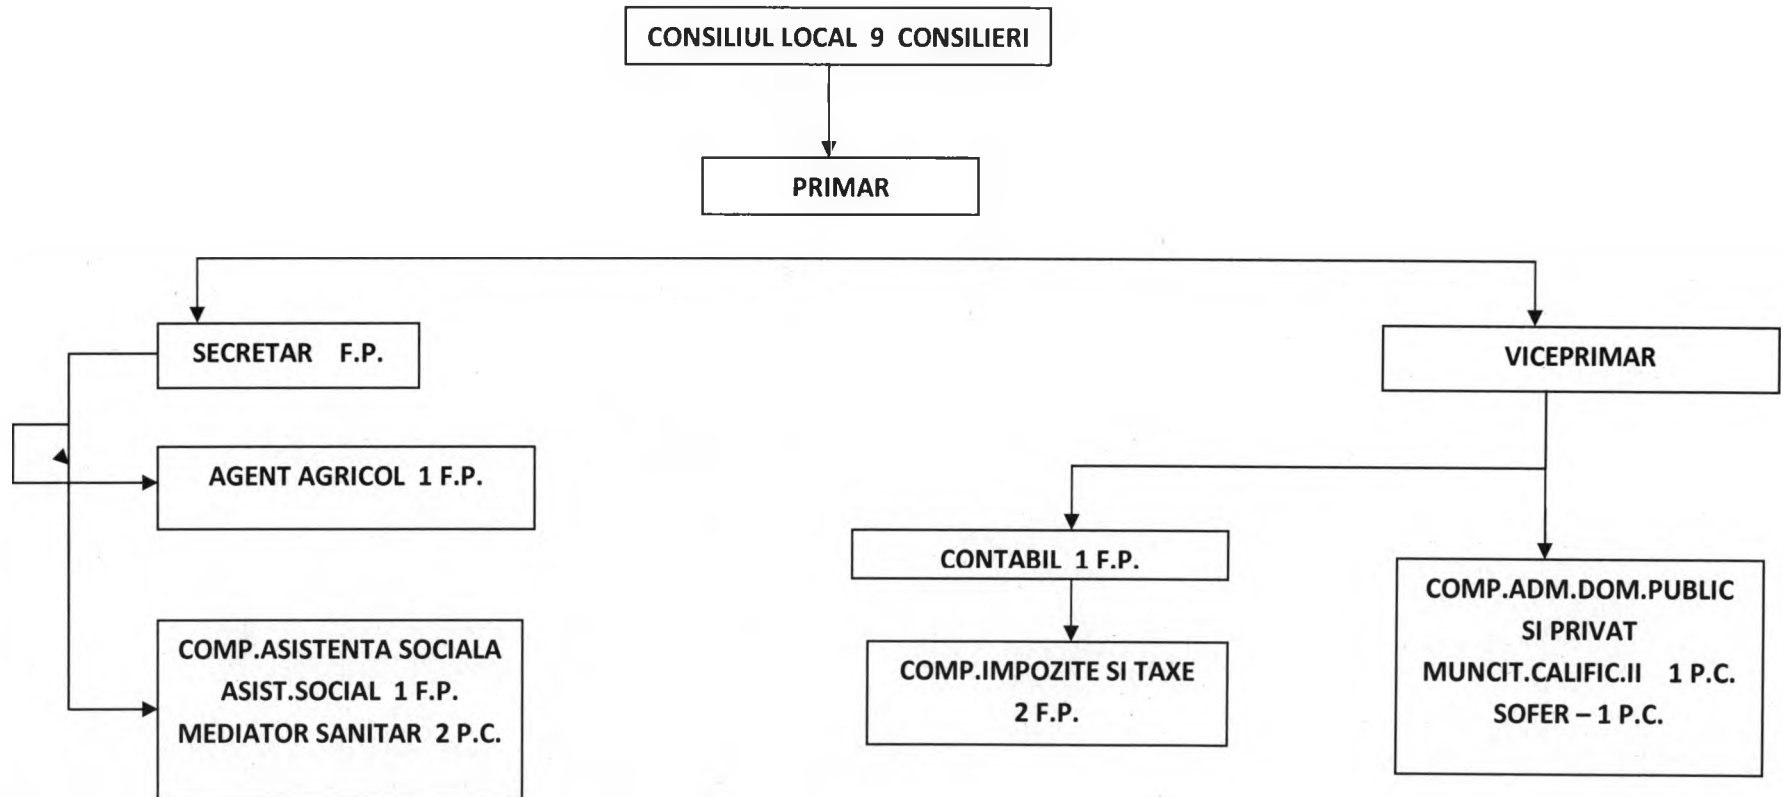 CONSILIUL LOCAL 9 CONSILIERI
PRIMAR
SECRETAR F.P.
VICEPRIMAR
AGENT AGRICOL 1 F.P.
CONTABIL 1 F.P.
COMP.ASISTENTA SOCIALA
ASIST.SOCIAL 1 F.P.
MEDIATOR SANITAR 2 P.C.
COMP.IMPOZITE SI TAXE
2 F.P.
COMP.ADM.DOM.PUBLIC
SI PRIVAT
MUNCIT.CALIFIC.II 1 P.C.
SOFER – 1 P.C.